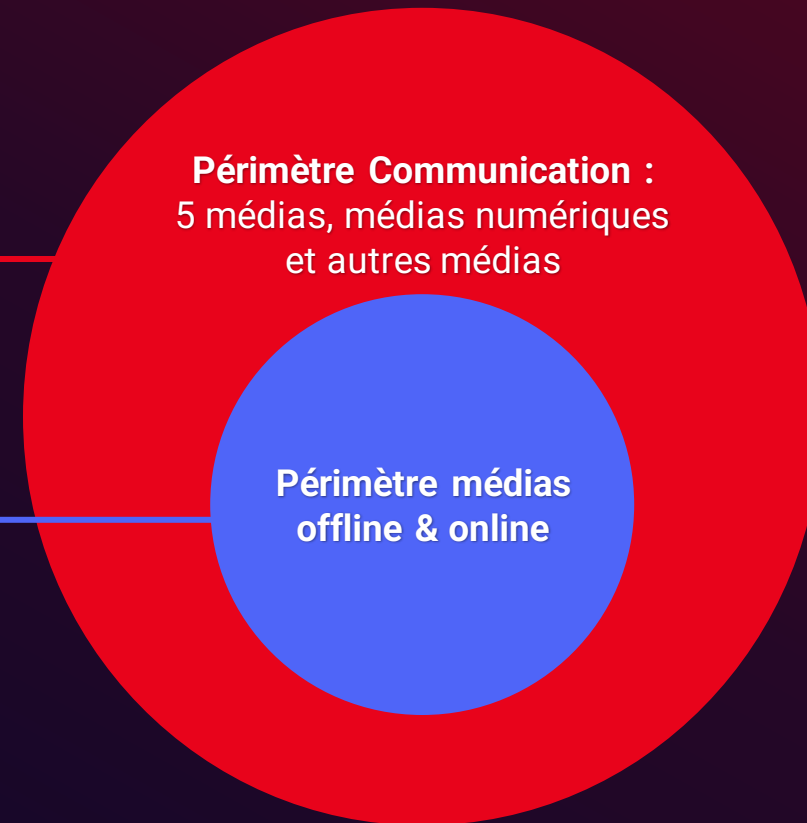 Périmètre Communication :
5 médias, médias numériques
et autres médias
Périmètre médias
offline & online